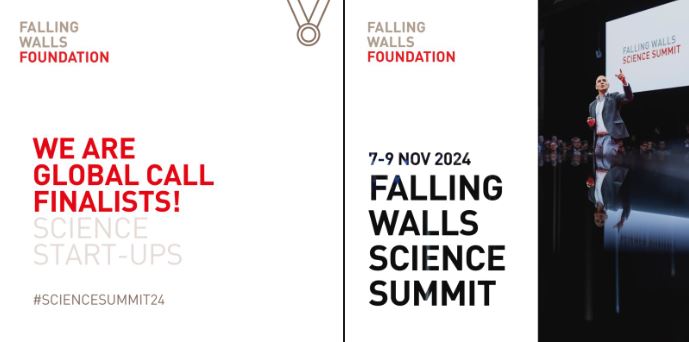 FALLING
WALLS
FOUNDATION
WE ARE
GLOBAL CALL
FINALISTS!
SCIENCE
START-UPS
#SCIENCESUMMIT24
FALLING
WALLS
FOUNDATION
7-9 NOV 2024
FALLING
WALLS
SCIENCE
SUMMIT
FALLING WALLS
SCIENCE SUMMIT